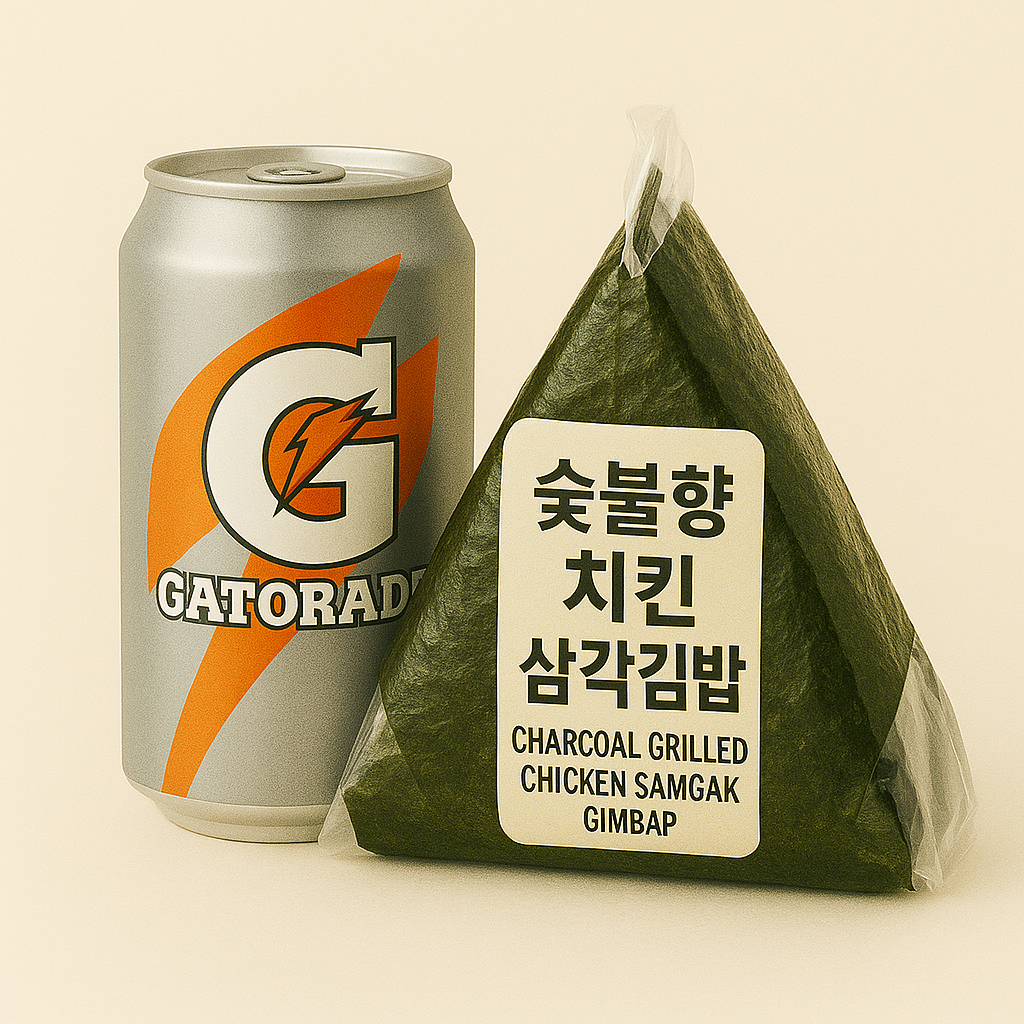 G
GATORAD
숯불향
치킨
삼각김밥
CHARCOAL GRILLED
CHICKEN SAMGAK
GIMBAP